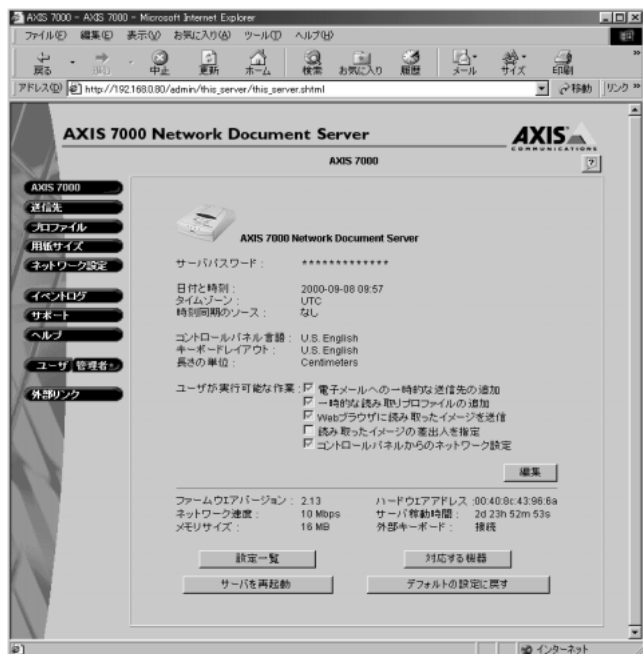 AXIS 7000 - AXIS 7000 - Microsoft Internet Explorer
ファイル(F) 編集(E) 表示(V) お気に入り(A) ツール(T) ヘルプ(H)
戻る 進む 中止 更新 ホーム 検索 お気に入り 履歴 メール サイズ 印刷
アドレス(D) http://192.168.0.80/admin/this_server/this_server.shtml 移動 リンク
AXIS 7000 Network Document Server
AXIS
COMMUNICATIONS
AXIS 7000
?
AXIS 7000
送信先
プロファイル
用紙サイズ
ネットワーク設定
イベントログ
サポート
ヘルプ
ユーザ 管理者
外部リンク
AXIS 7000 Network Document Server
サーバパスワード : *************
日付と時刻 : 2000-09-08 09:57
タイムゾーン : UTC
時刻同期のソース : なし
コントロールパネル言語 : U.S. English
キーボードレイアウト : U.S. English
長さの単位 : Centimeters
ユーザが実行可能な作業 : 電子メールへの一時的な送信先の追加
一時的な読み取りプロファイルの追加
Webブラウザに読み取ったイメージを送信
読み取ったイメージの差出人を指定
コントロールパネルからのネットワーク設定
編集
ファームウエアバージョン : 2.13 ハードウエアアドレス :00:40:8c:43:96:6a
ネットワーク速度 : 10 Mbps サーバ稼動時間 : 2d 23h 52m 53s
メモリサイズ : 16 MB 外部キーボード : 接続
設定一覧 対応する機器
サーバを再起動 デフォルトの設定に戻す
インターネット